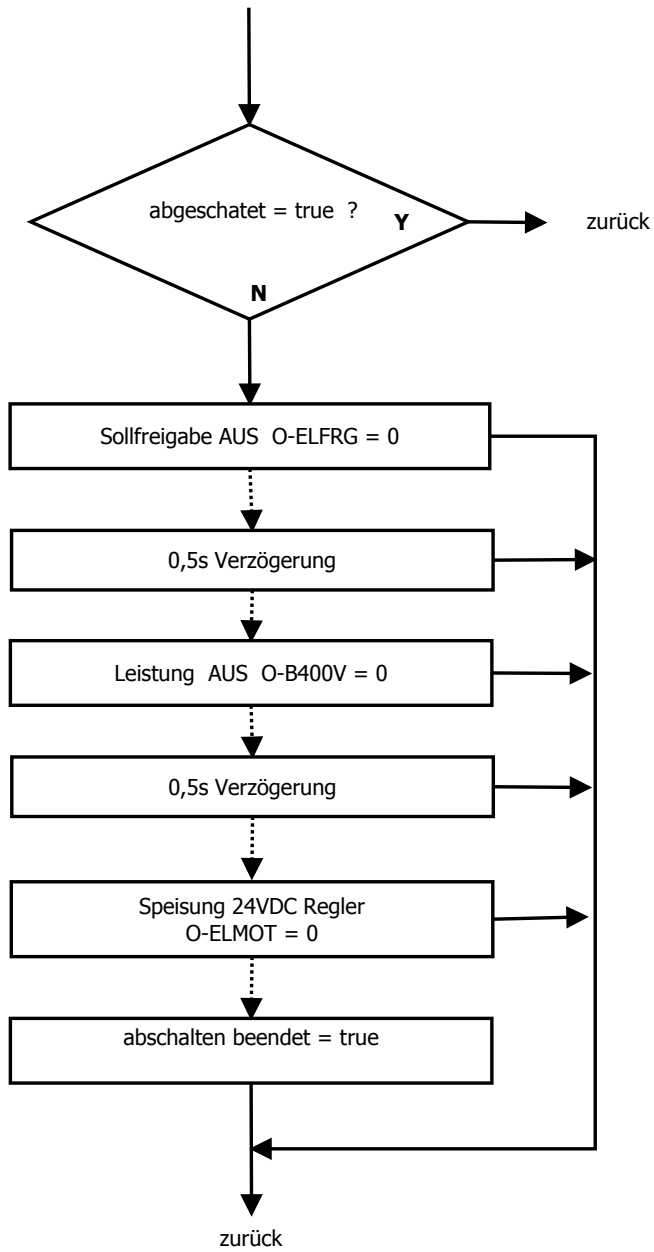 abgeschatet = true ?
Y
zurück
N
Sollfreigabe AUS O-ELFRG = 0
0,5s Verzögerung
Leistung AUS O-B400V = 0
0,5s Verzögerung
Speisung 24VDC Regler
O-ELMOT = 0
abschalten beendet = true
zurück